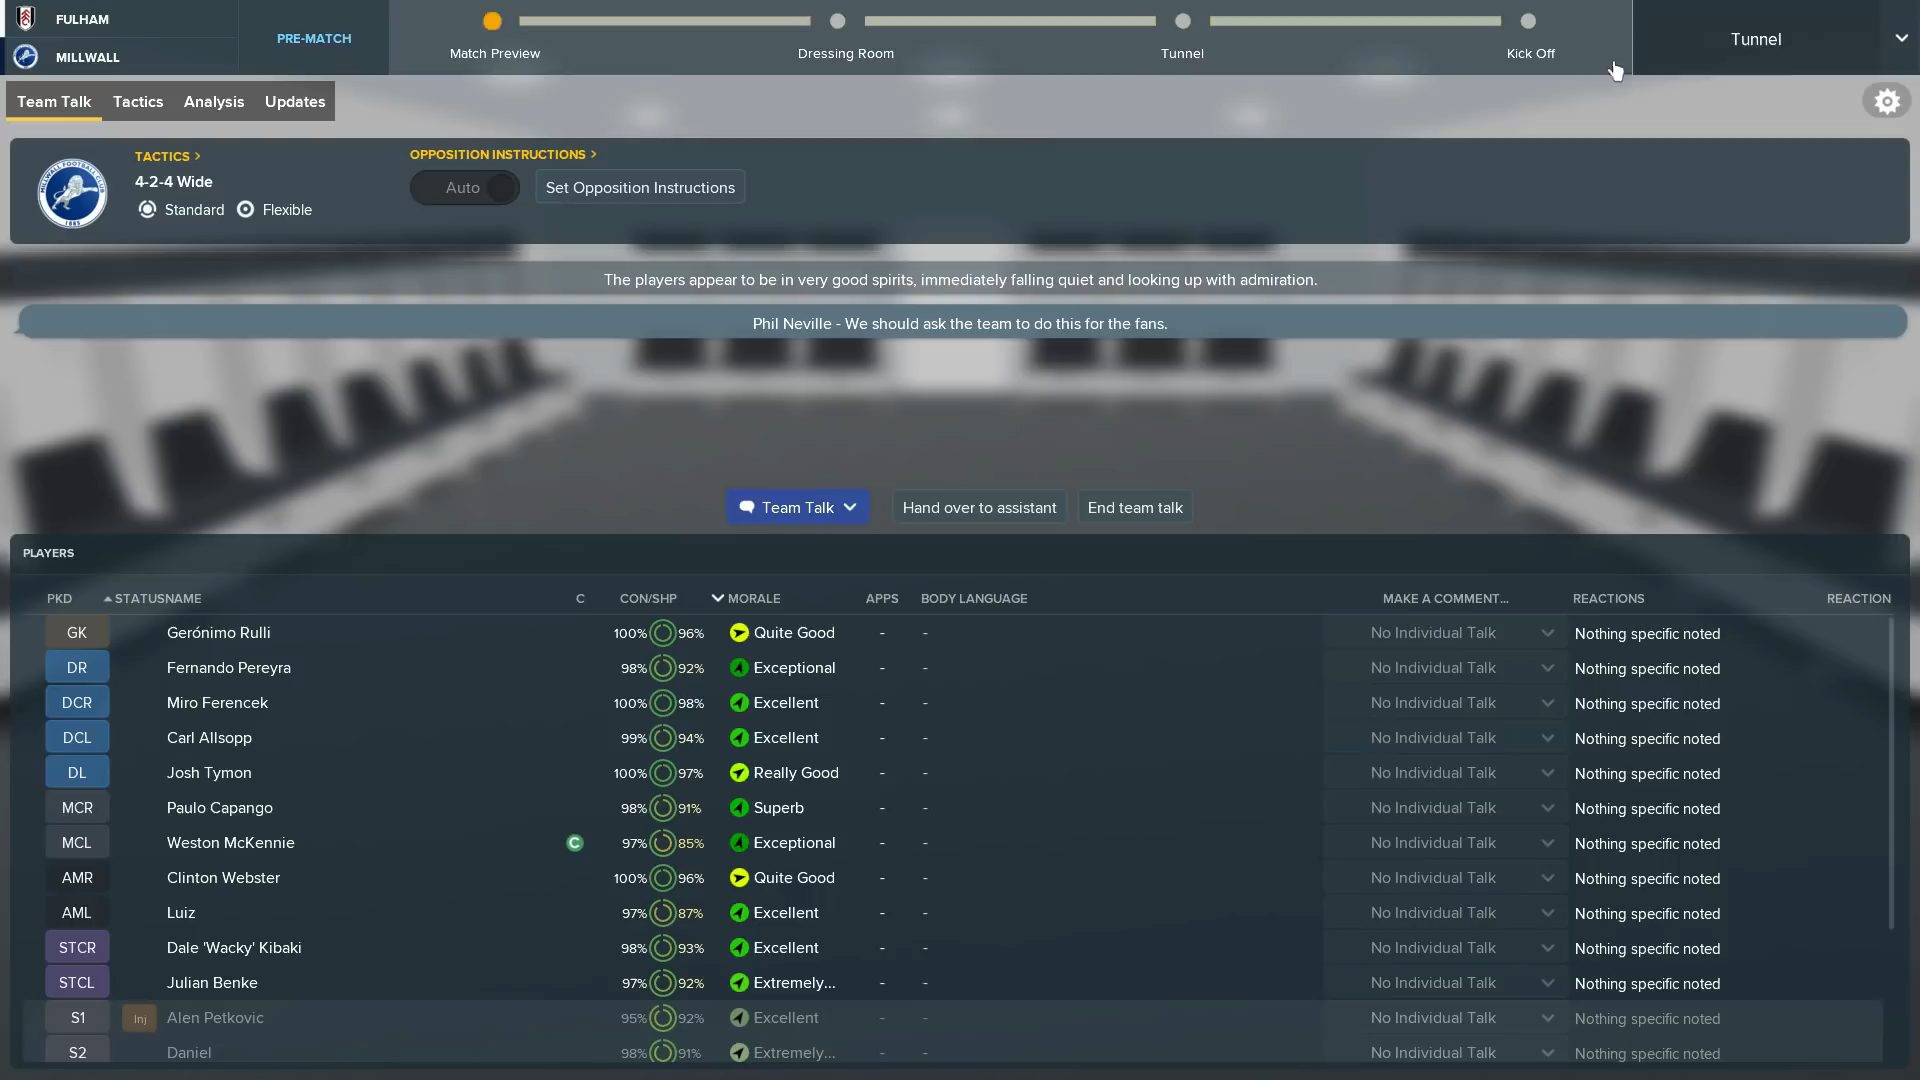 FULHAM
MILLWALL
PRE-MATCH
Match Preview
Dressing Room
Tunnel
Kick Off
Tunnel
Team Talk Tactics Analysis Updates
MILLWALL FOOTBALL CLUB
1885
TACTICS >
4-2-4 Wide
Standard Flexible
OPPOSITION INSTRUCTIONS >
Auto Set Opposition Instructions
The players appear to be in very good spirits, immediately falling quiet and looking up with admiration.
Phil Neville - We should ask the team to do this for the fans.
Team Talk Hand over to assistant End team talk
PLAYERS
PKD STATUS NAME C CON/SHP MORALE APPS BODY LANGUAGE MAKE A COMMENT... REACTIONS REACTION
GK Gerónimo Rulli 100% 96% Quite Good - - No Individual Talk Nothing specific noted
DR Fernando Pereyra 98% 92% Exceptional - - No Individual Talk Nothing specific noted
DCR Miro Ferencek 100% 98% Excellent - - No Individual Talk Nothing specific noted
DCL Carl Allsopp 99% 94% Excellent - - No Individual Talk Nothing specific noted
DL Josh Tymon 100% 97% Really Good - - No Individual Talk Nothing specific noted
MCR Paulo Capango 98% 91% Superb - - No Individual Talk Nothing specific noted
MCL Weston McKennie C 97% 85% Exceptional - - No Individual Talk Nothing specific noted
AMR Clinton Webster 100% 96% Quite Good - - No Individual Talk Nothing specific noted
AML Luiz 97% 87% Excellent - - No Individual Talk Nothing specific noted
STCR Dale 'Wacky' Kibaki 98% 93% Excellent - - No Individual Talk Nothing specific noted
STCL Julian Benke 97% 92% Extremely... - - No Individual Talk Nothing specific noted
S1 Inj Alen Petkovic 95% 92% Excellent - - No Individual Talk Nothing specific noted
S2 Daniel 98% 91% Extremely... - - No Individual Talk Nothing specific noted